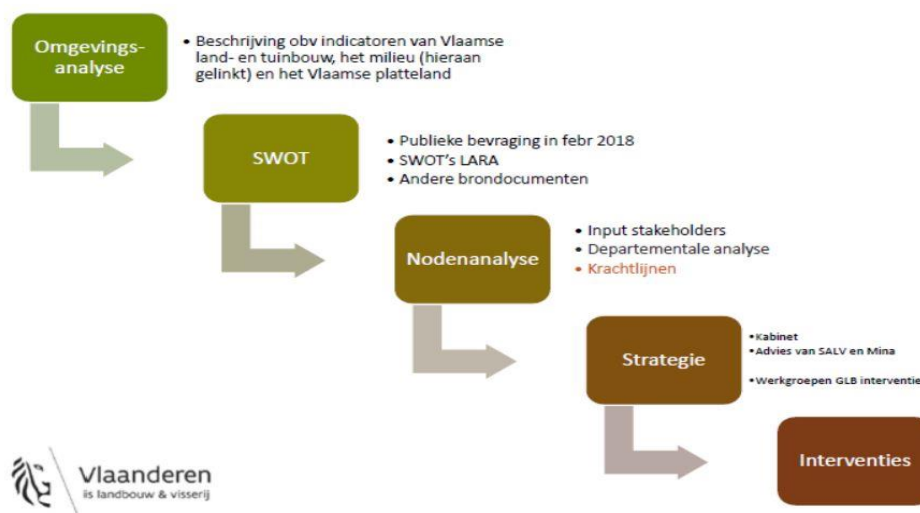 Omgevings-
analyse
• Beschrijving obv indicatoren van Vlaamse
land- en tuinbouw, het milieu (hieraan
gelinkt) en het Vlaamse platteland
SWOT
• Publieke bevraging in febr 2018
• SWOT's LARA
• Andere brondocumenten
Nodenanalyse
• Input stakeholders
• Departementale analyse
• Krachtlijnen
Strategie
•Kabinet
•Advies van SALV en Mina
•Werkgroepen GLB interventie
Interventies
Vlaanderen
is landbouw & visserij